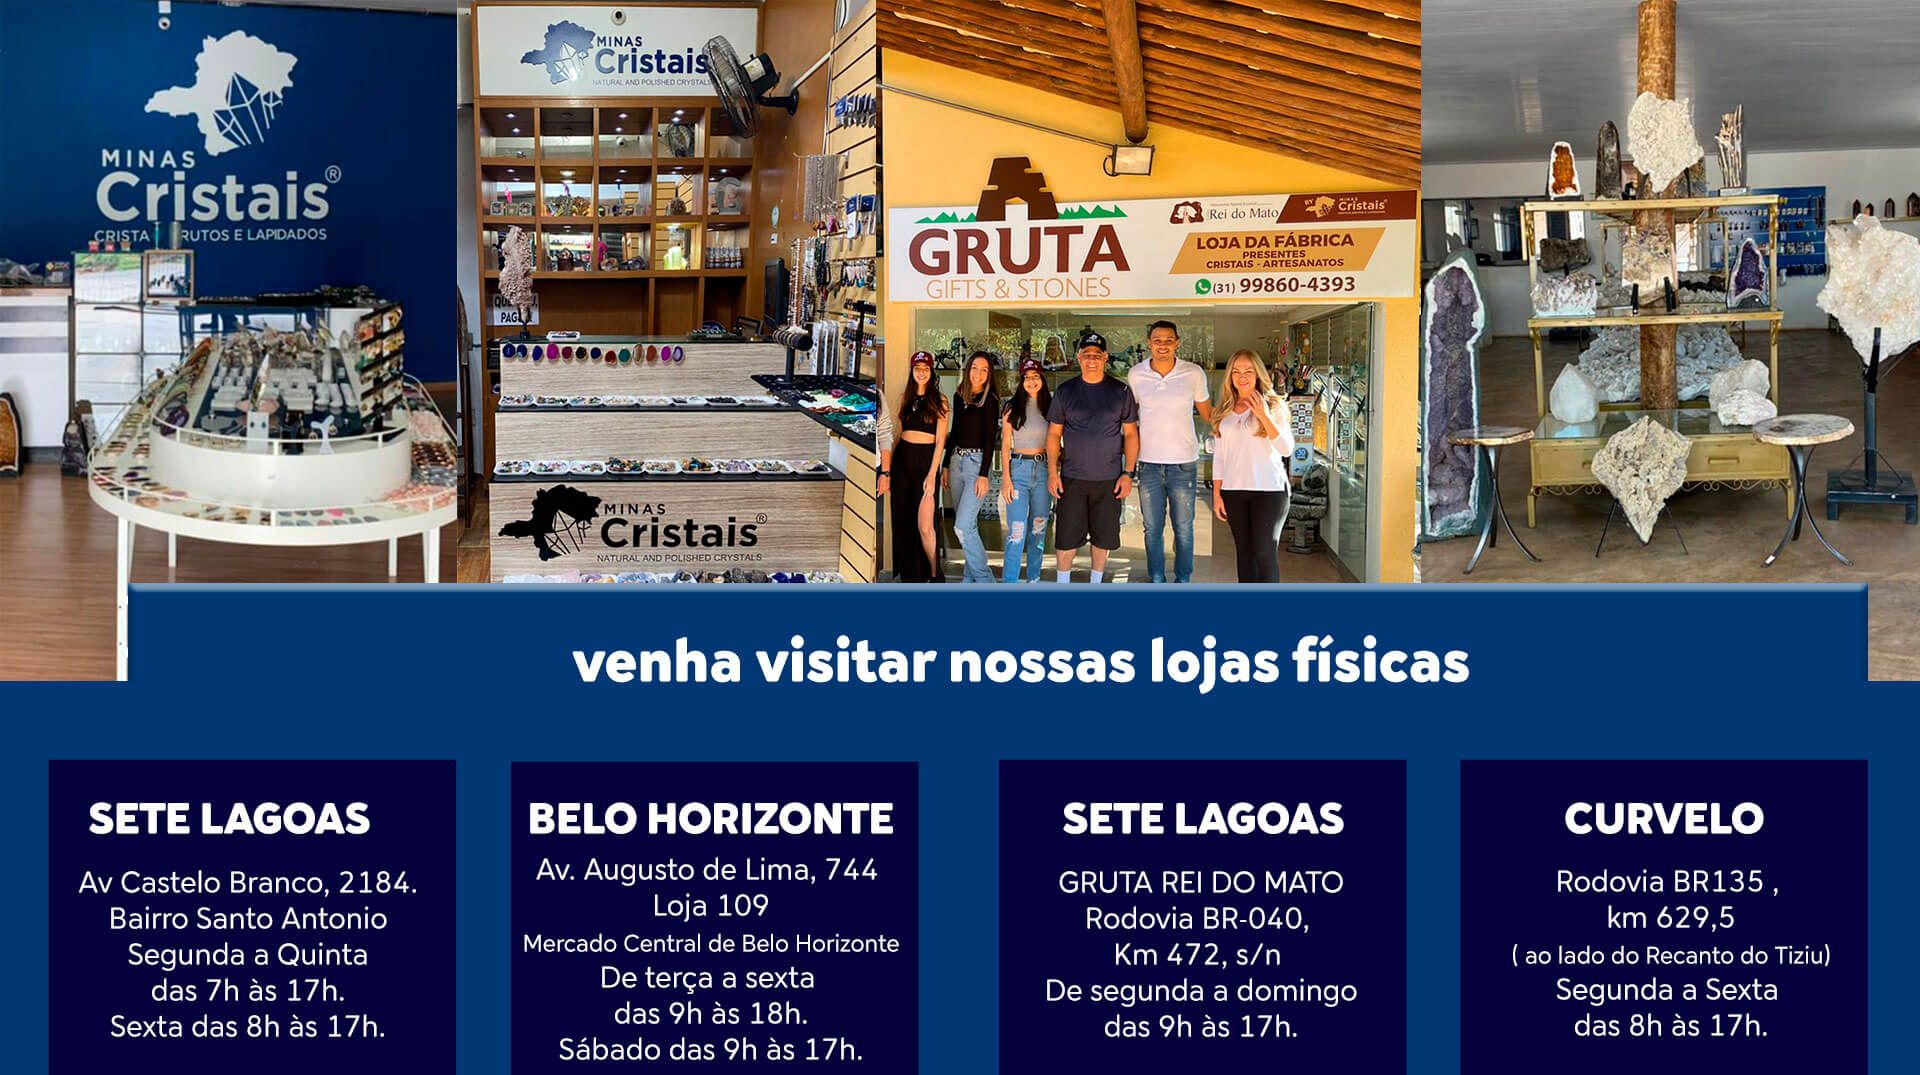 MINAS
Cristais®
CRISTA RUTOS E LAPIDADOS
MINAS
Cristais
NATURAL AND POLISHED CRYSTALS
MINAS
Cristais®
NATURAL AND POLISHED CRYSTALS
GRUTA
GIFTS & STONES
Rei do Mato
BY MINAS
Cristais
LOJA DA FÁBRICA
PRESENTES
CRISTAIS - ARTESANATOS
(31) 99860-4393
venha visitar nossas lojas físicas
SETE LAGOAS
Av Castelo Branco, 2184.
Bairro Santo Antonio
Segunda a Quinta
das 7h às 17h.
Sexta das 8h às 17h.
BELO HORIZONTE
Av. Augusto de Lima, 744
Loja 109
Mercado Central de Belo Horizonte
De terça a sexta
das 9h às 18h.
Sábado das 9h às 17h.
SETE LAGOAS
GRUTA REI DO MATO
Rodovia BR-040,
Km 472, s/n
De segunda a domingo
das 9h às 17h.
CURVELO
Rodovia BR135 ,
km 629,5
( ao lado do Recanto do Tiziu)
Segunda a Sexta
das 8h às 17h.